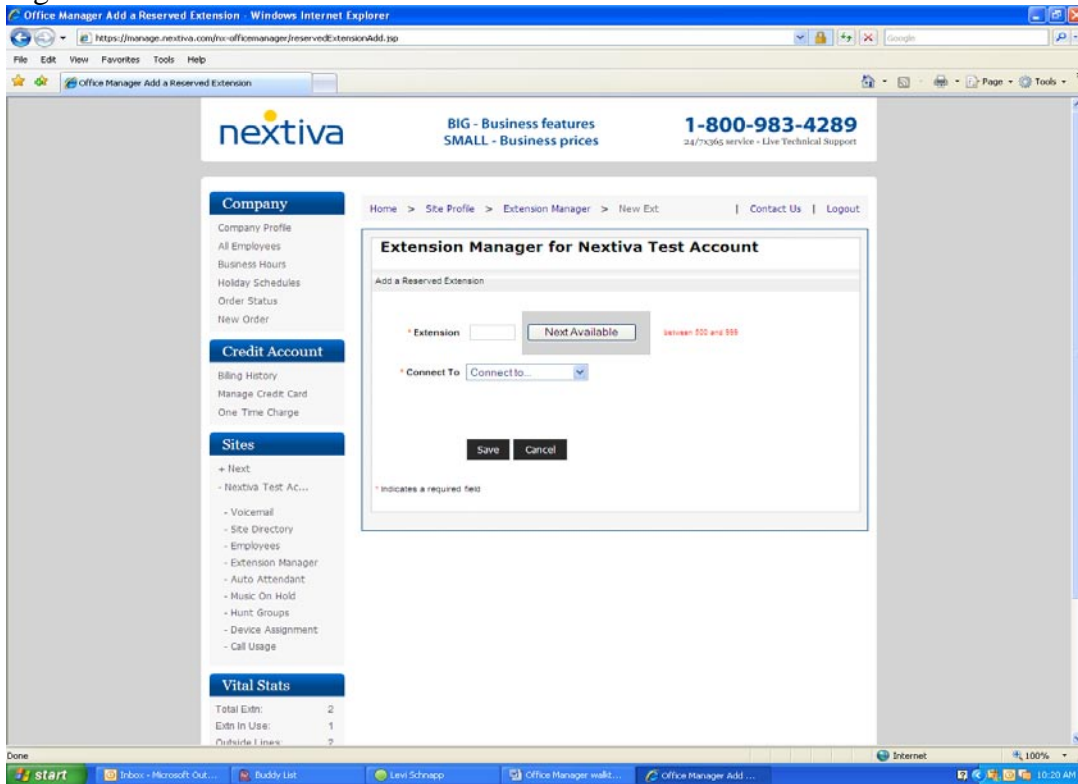 Office Manager Add a Reserved Extension - Windows Internet Explorer
https://manage.nextiva.com/nx-officemanager/reservedExtensionAdd.jsp
Google
File Edit View Favorites Tools Help
Office Manager Add a Reserved Extension
Page Tools
nextiva
BIG - Business features
SMALL - Business prices
1-800-983-4289
24/7x365 service - Live Technical Support
Home > Site Profile > Extension Manager > New Ext | Contact Us | Logout
Company
Company Profile
All Employees
Business Hours
Holiday Schedules
Order Status
New Order
Credit Account
Billing History
Manage Credit Card
One Time Charge
Sites
+ Next
- Nextiva Test Ac...
- Voicemail
- Site Directory
- Employees
- Extension Manager
- Auto Attendant
- Music On Hold
- Hunt Groups
- Device Assignment
- Call Usage
Vital Stats
Total Extn: 2
Extn In Use: 1
Outside Lines: 2
Extension Manager for Nextiva Test Account
Add a Reserved Extension
* Extension Next Available between 500 and
* Connect To Connect to...
Save Cancel
* Indicates a required field
Done Internet 100%
start Inbox - Microsoft Out... Buddy List Levi Schnapp Office Manager walkt... Office Manager Add ... 10:20 AM